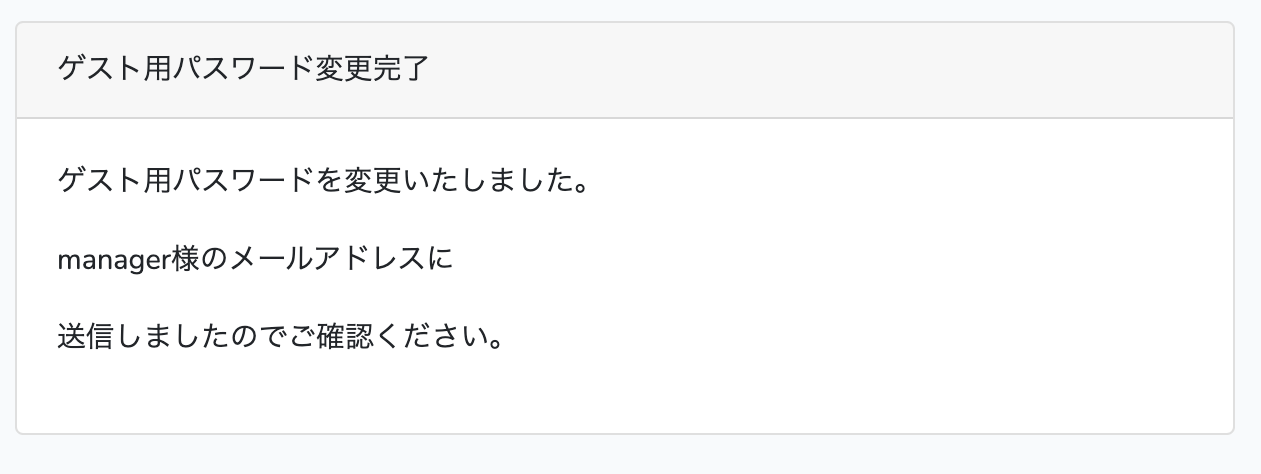 ゲスト用パスワード変更完了
ゲスト用パスワードを変更いたしました。
manager様のメールアドレスに
送信しましたのでご確認ください。